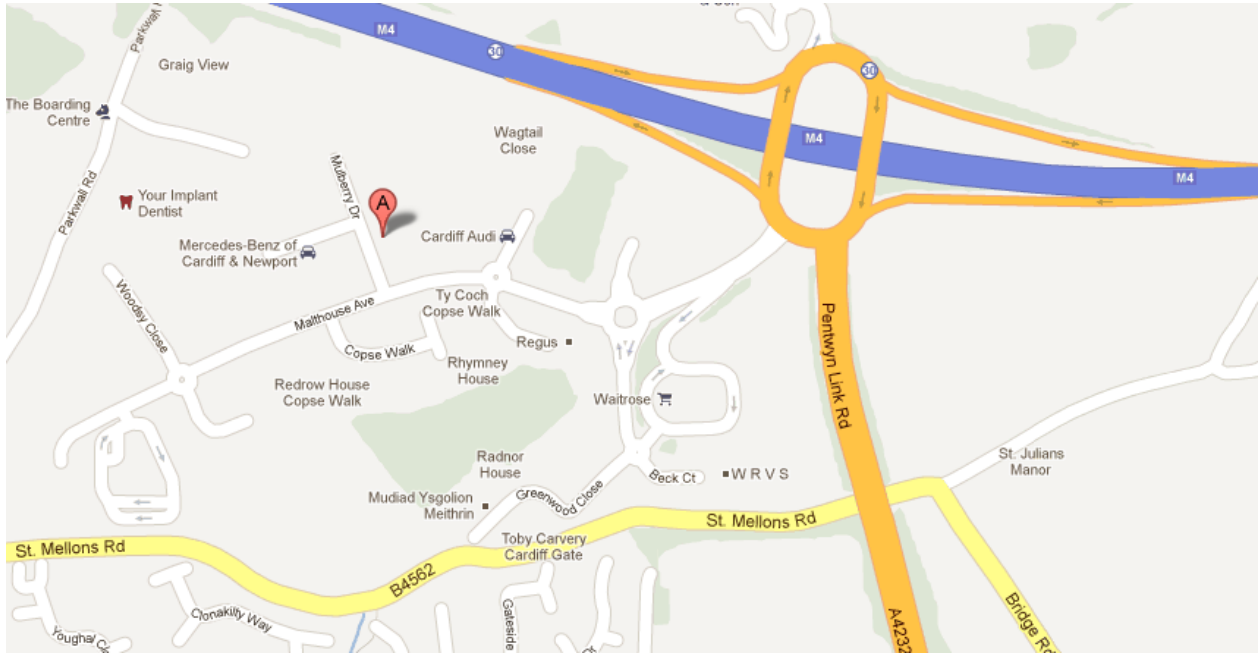 Parkwall R
M4
30
Graig View
30
The Boarding
Centre
Wagtail
Close
M4
M4
Mulberry Dr
Your Implant
Dentist
A
Parkwall Rd
Mercedes-Benz of
Cardiff & Newport
Cardiff Audi
Woodsy Close
Malthouse Ave
Ty Coch
Copse Walk
Pentwyn Link Rd
Regus
Copse Walk
Rhymney
House
Redrow House
Copse Walk
Waitrose
Radnor
House
St. Julians
Manor
Beck Ct
W R V S
Mudiad Ysgolion
Meithrin
Greenwood Close
St. Mellons Rd
St. Mellons Rd
Toby Carvery
Cardiff Gate
B4562
A4232
Bridge Rd
Clonakilty Way
Gateside
Youghal Cl